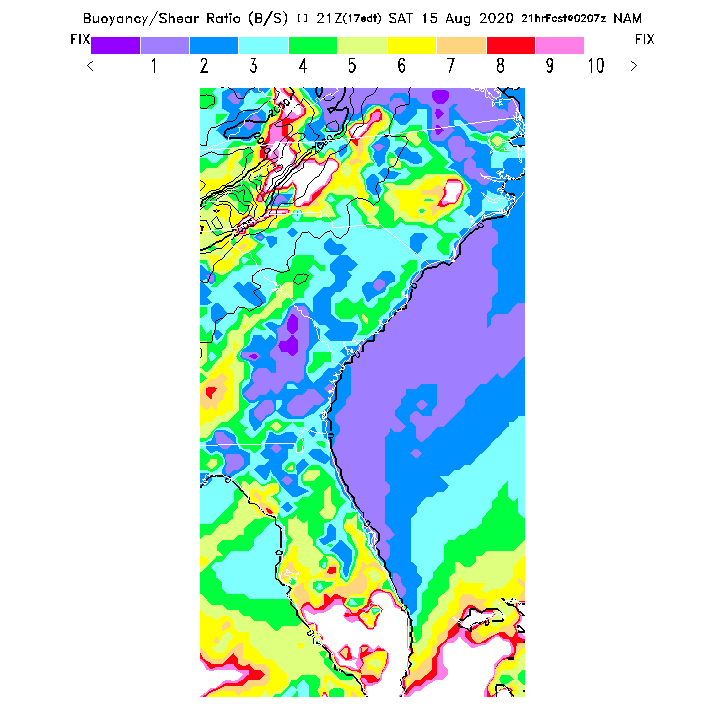 Buoyancy/Shear Ratio (B/S) [] 21Z(17edt) SAT 15 Aug 2020 21hrFcst@0207z NAM
FIX FIX
< 1 2 3 4 5 6 7 8 9 10 >